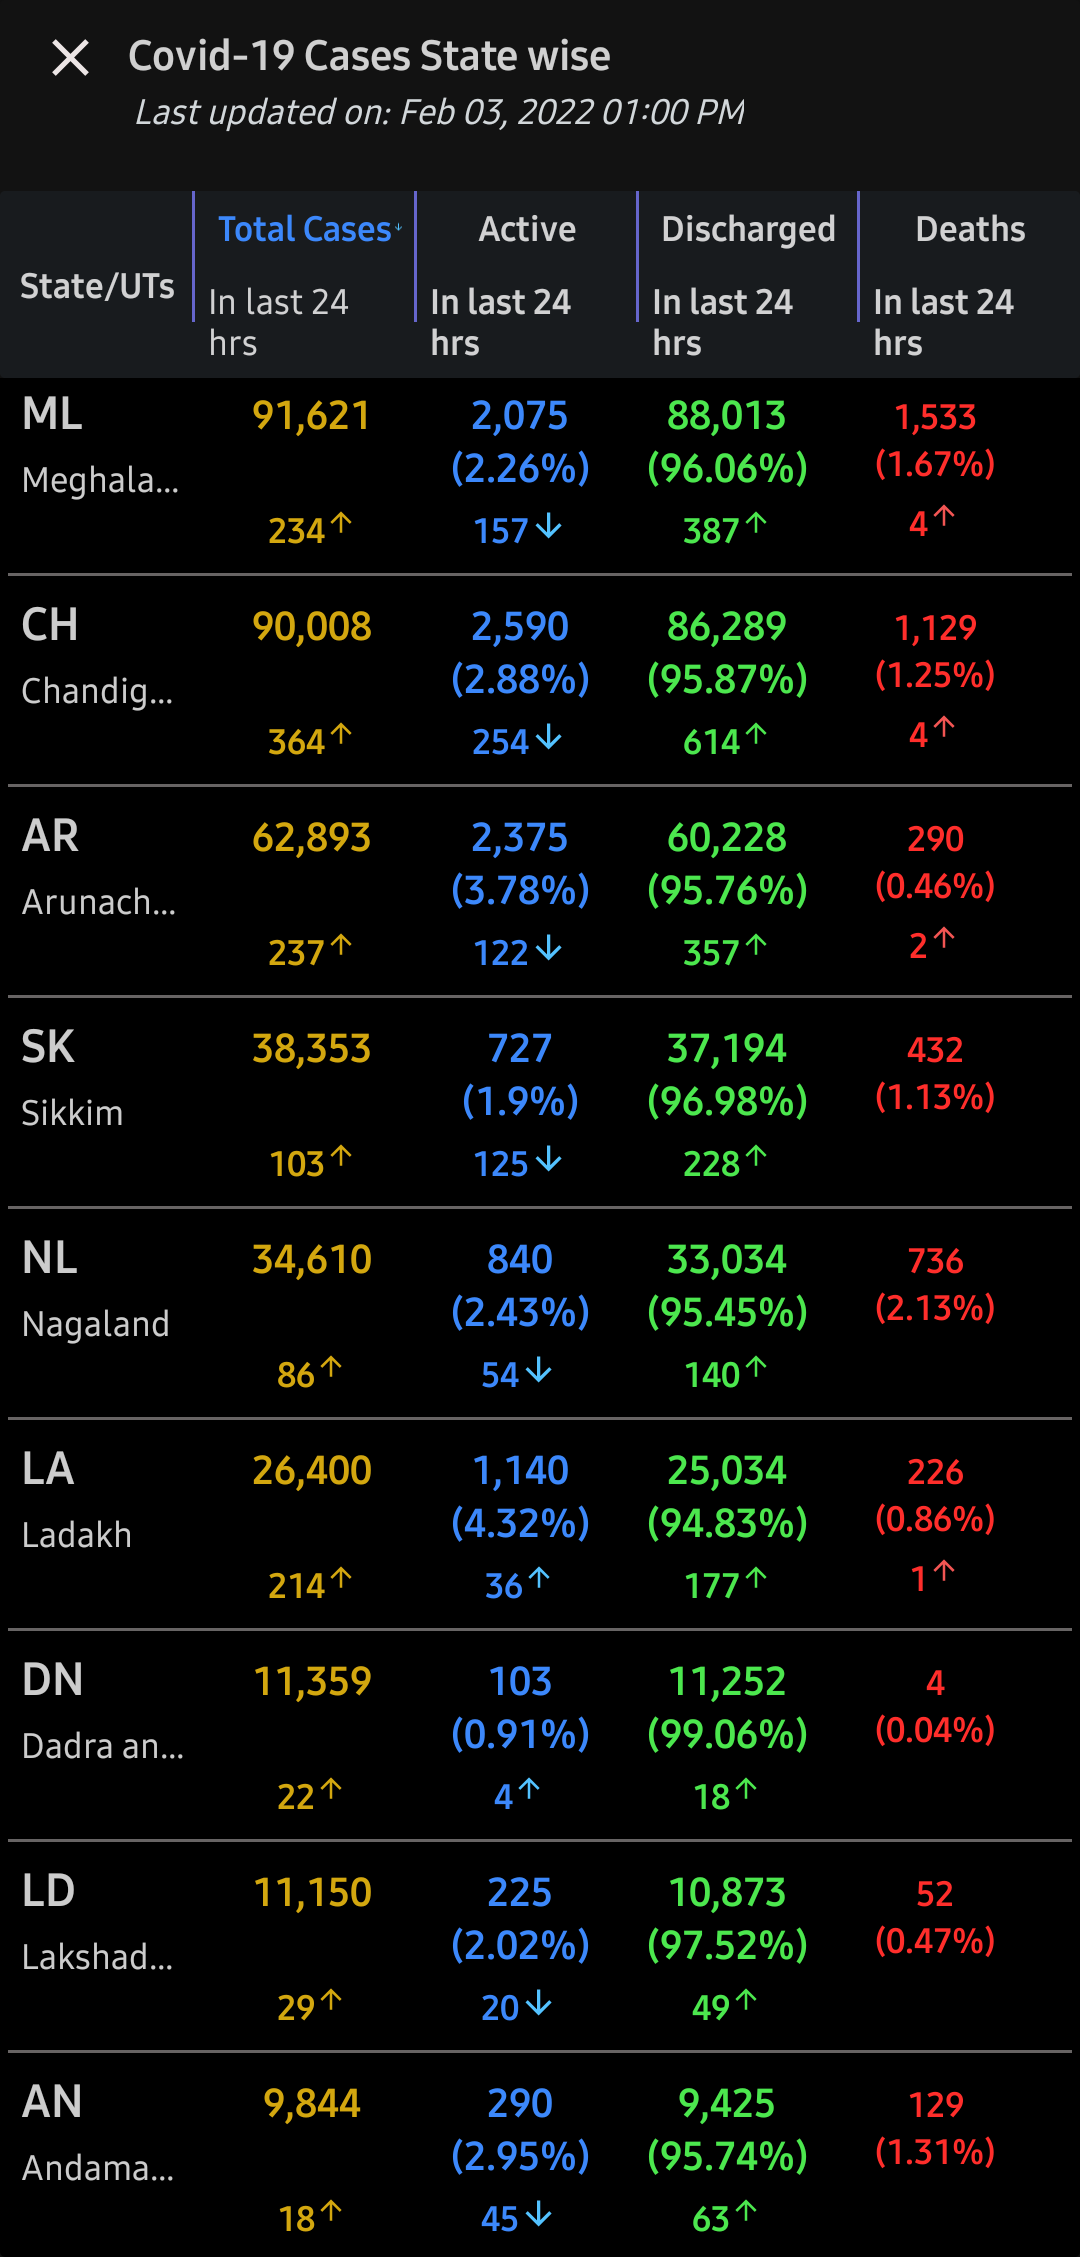 Covid-19 Cases State wise
Last updated on: Feb 03, 2022 01:00 PM
State/UTs
Total Cases↓ Active Discharged Deaths
In last 24 hrs In last 24 hrs In last 24 hrs In last 24 hrs
ML 91,621 2,075 88,013 1,533
Meghala... (2.26%) (96.06%) (1.67%)
234↑ 157↓ 387↑ 4↑
CH 90,008 2,590 86,289 1,129
Chandig... (2.88%) (95.87%) (1.25%)
364↑ 254↓ 614↑ 4↑
AR 62,893 2,375 60,228 290
Arunach... (3.78%) (95.76%) (0.46%)
237↑ 122↓ 357↑ 2↑
SK 38,353 727 37,194 432
Sikkim (1.9%) (96.98%) (1.13%)
103↑ 125↓ 228↑
NL 34,610 840 33,034 736
Nagaland (2.43%) (95.45%) (2.13%)
86↑ 54↓ 140↑
LA 26,400 1,140 25,034 226
Ladakh (4.32%) (94.83%) (0.86%)
214↑ 36↑ 177↑ 1↑
DN 11,359 103 11,252 4
Dadra an... (0.91%) (99.06%) (0.04%)
22↑ 4↑ 18↑
LD 11,150 225 10,873 52
Lakshad... (2.02%) (97.52%) (0.47%)
29↑ 20↓ 49↑
AN 9,844 290 9,425 129
Andama... (2.95%) (95.74%) (1.31%)
18↑ 45↓ 63↑